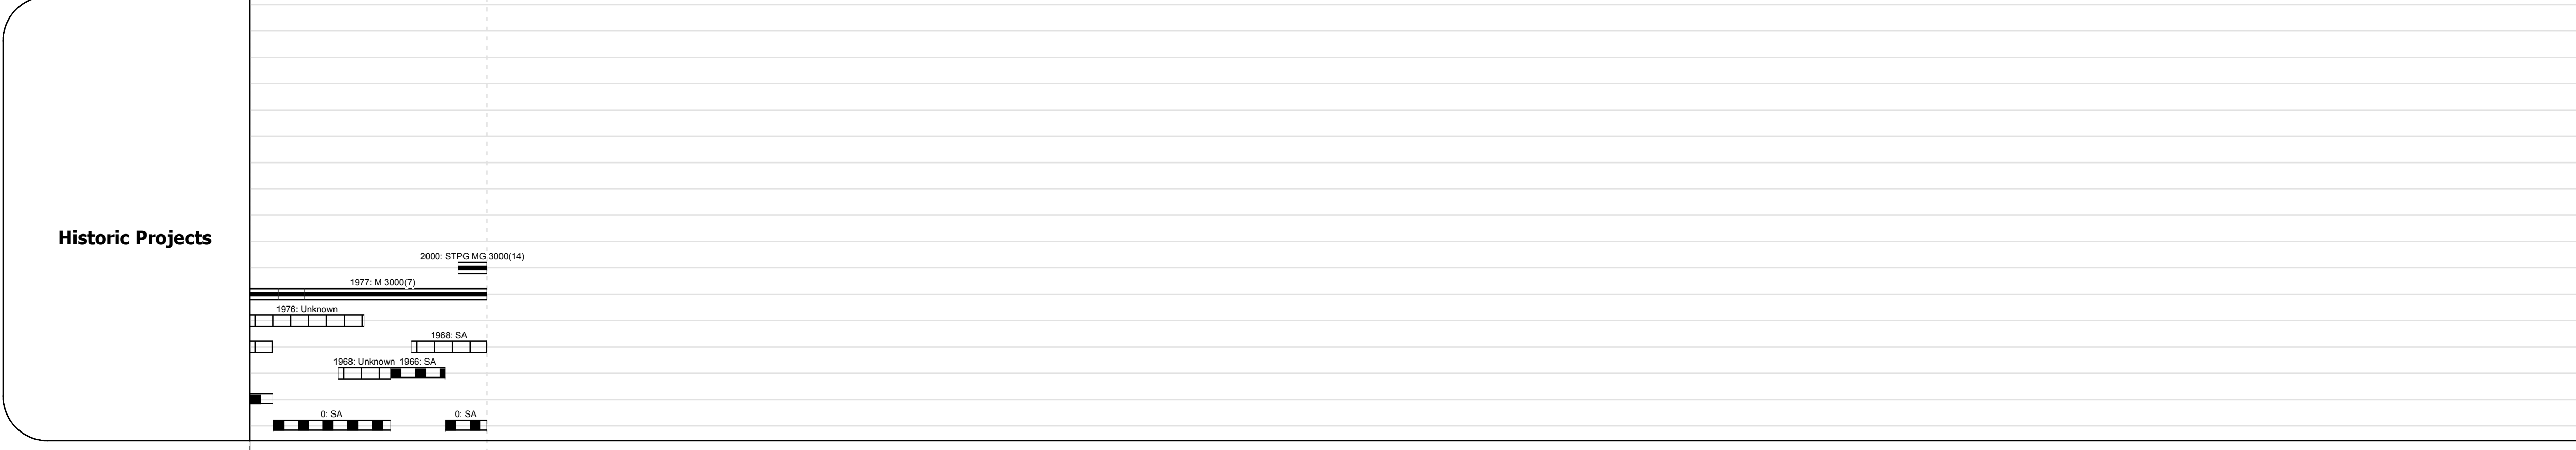 Historic Projects
2000: STPG MG 3000(14)
1977: M 3000(7)
1976: Unknown
1968: SA
1968: Unknown 1966: SA
0: SA 0: SA